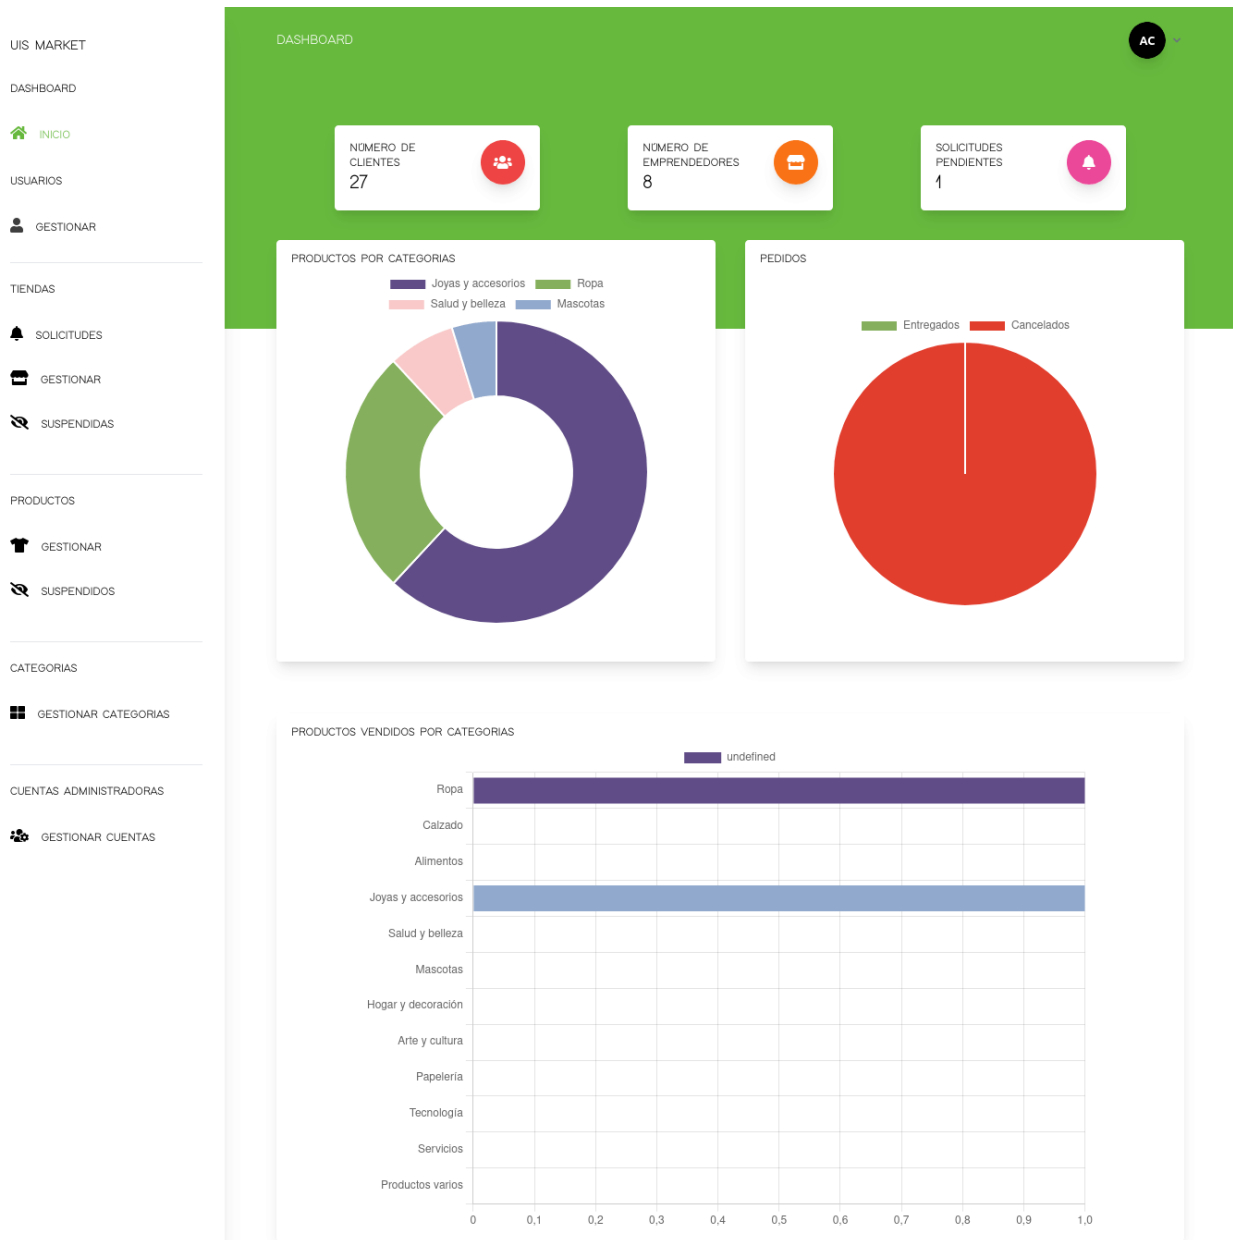 UIS MARKET
DASHBOARD
INICIO
USUARIOS
GESTIONAR
TIENDAS
SOLICITUDES
GESTIONAR
SUSPENDIDAS
PRODUCTOS
GESTIONAR
SUSPENDIDOS
CATEGORIAS
GESTIONAR CATEGORIAS
CUENTAS ADMINISTRADORAS
GESTIONAR CUENTAS
DASHBOARD
AC
NÚMERO DE
CLIENTES
27
NÚMERO DE
EMPRENDEDORES
8
SOLICITUDES
PENDIENTES
1
PRODUCTOS POR CATEGORIAS
Joyas y accesorios Ropa
Salud y belleza Mascotas
PEDIDOS
Entregados Cancelados
PRODUCTOS VENDIDOS POR CATEGORIAS
undefined
Ropa
Calzado
Alimentos
Joyas y accesorios
Salud y belleza
Mascotas
Hogar y decoración
Arte y cultura
Papelería
Tecnología
Servicios
Productos varios
0 0,1 0,2 0,3 0,4 0,5 0,6 0,7 0,8 0,9 1,0